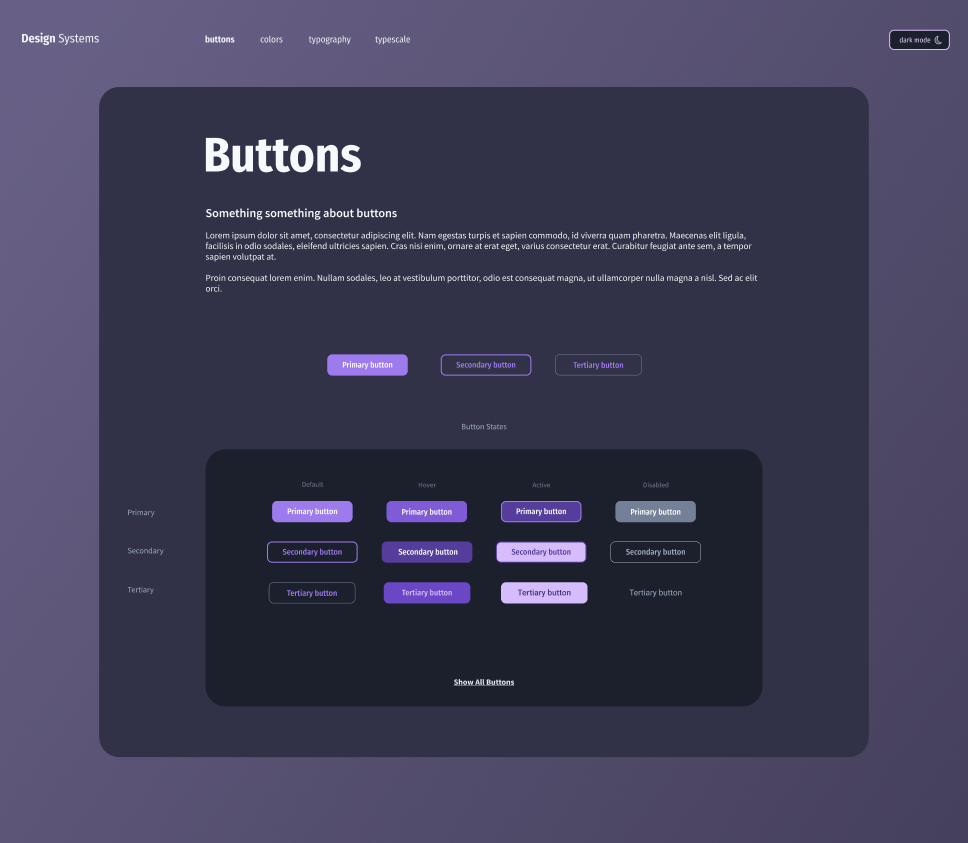 Design Systems
buttons colors typography typescale
dark mode
Buttons
Something something about buttons
Lorem ipsum dolor sit amet, consectetur adipiscing elit. Nam egestas turpis et sapien commodo, id viverra quam pharetra. Maecenas elit ligula,
facilisis in odio sodales, eleifend ultricies sapien. Cras nisi enim, ornare at erat eget, varius consectetur erat. Curabitur feugiat ante sem, a tempor
sapien volutpat at.
Proin consequat lorem enim. Nullam sodales, leo at vestibulum porttitor, odio est consequat magna, ut ullamcorper nulla magna a nisl. Sed ac elit
orci.
Primary button Secondary button Tertiary button
Button States
Default Hover Active Disabled
Primary Primary button Primary button Primary button Primary button
Secondary Secondary button Secondary button Secondary button Secondary button
Tertiary Tertiary button Tertiary button Tertiary button Tertiary button
Show All Buttons